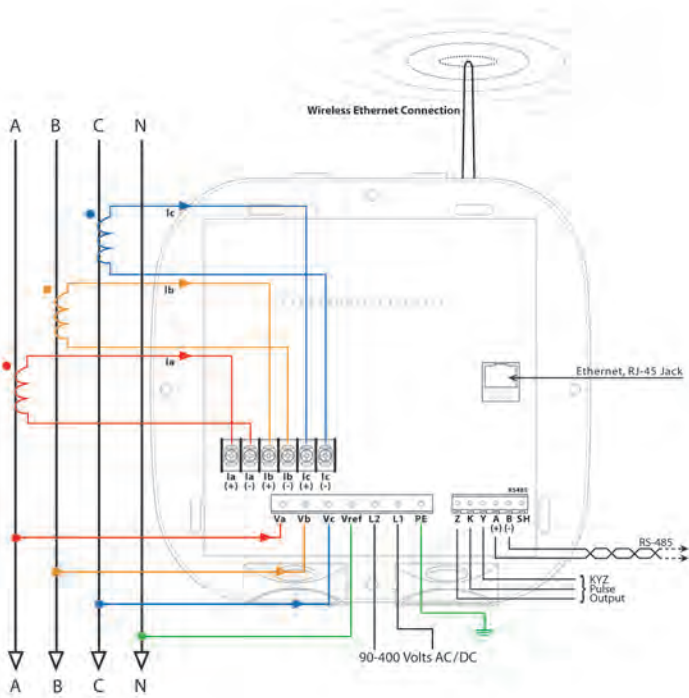 Wireless Ethernet Connection
A B C N
Ic
Ib
Ia
Ethernet, RJ-45 Jack
Ia Ia Ib Ib Ic Ic
(+) (-) (+) (-) (+) (-)
RS485
Va Vb Vc Vref L2 L1 PE
Z K Y A B SH
(+) (-)
RS-485
KYZ
Pulse
Output
90-400 Volts AC/DC
A B C N